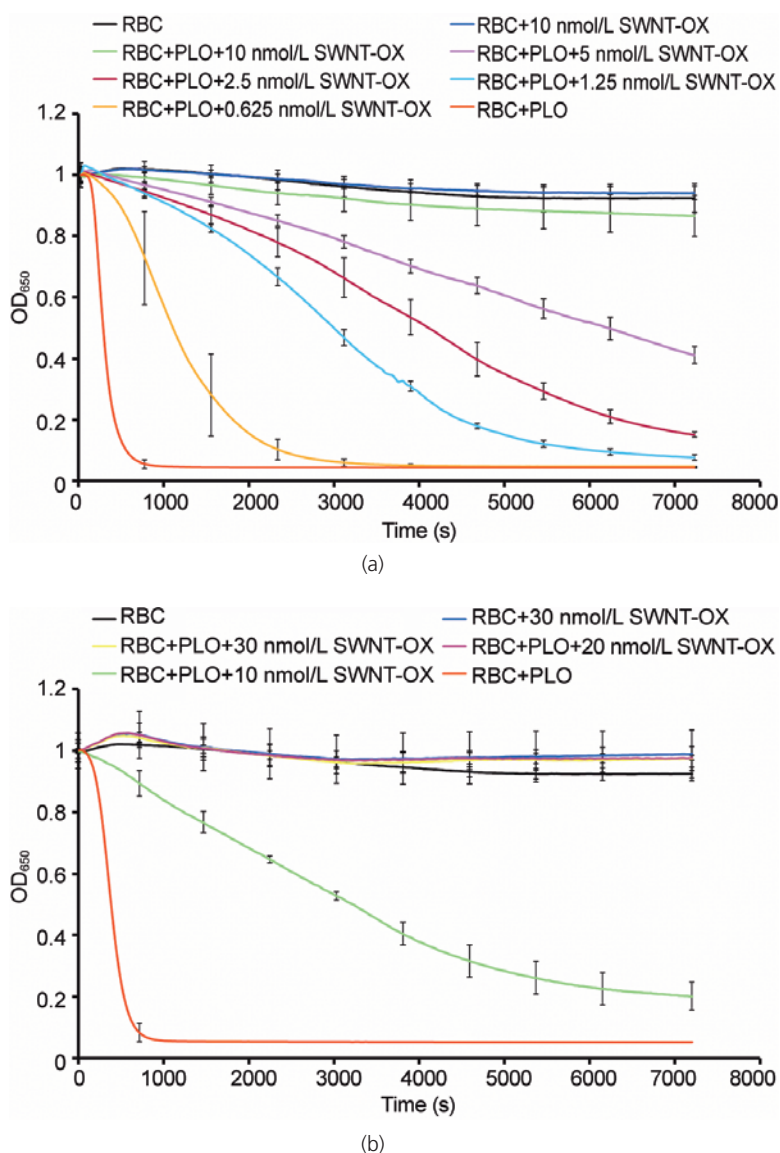 RBC
RBC+10 nmol/L SWNT-OX
RBC+PLO+10 nmol/L SWNT-OX
RBC+PLO+5 nmol/L SWNT-OX
RBC+PLO+2.5 nmol/L SWNT-OX
RBC+PLO+1.25 nmol/L SWNT-OX
RBC+PLO+0.625 nmol/L SWNT-OX
RBC+PLO
1.2
1
0.8
0.6
0.4
0.2
0
OD650
0 1000 2000 3000 4000 5000 6000 7000 8000
Time (s)
(a)
RBC
RBC+30 nmol/L SWNT-OX
RBC+PLO+30 nmol/L SWNT-OX
RBC+PLO+20 nmol/L SWNT-OX
RBC+PLO+10 nmol/L SWNT-OX
RBC+PLO
1.2
1
0.8
0.6
0.4
0.2
0
OD650
0 1000 2000 3000 4000 5000 6000 7000 8000
Time (s)
(b)